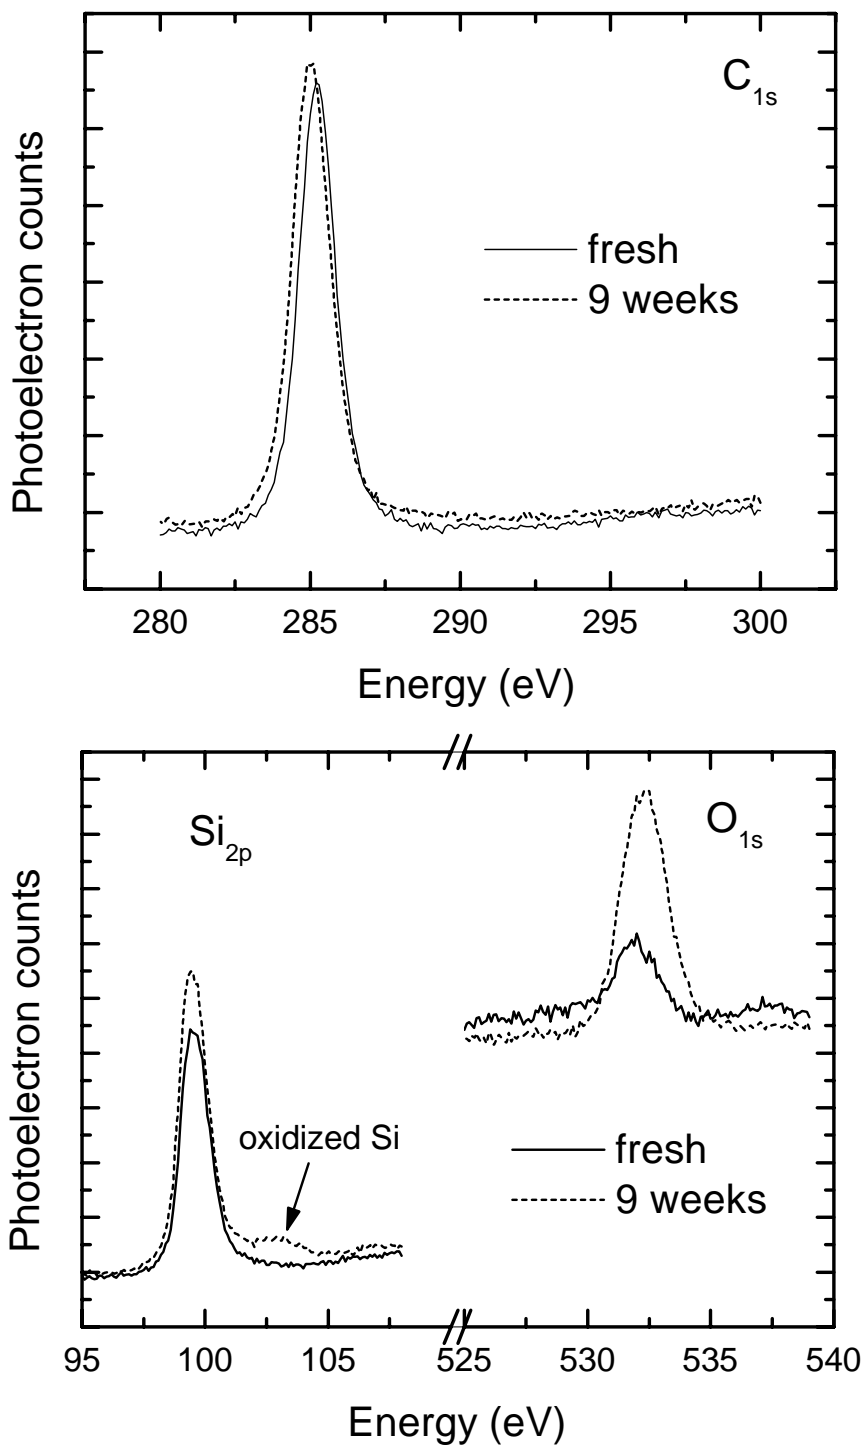 C1s
Photoelectron counts
fresh
9 weeks
280 285 290 295 300
Energy (eV)
Si2p
O1s
Photoelectron counts
oxidized Si
fresh
9 weeks
95 100 105 525 530 535 540
Energy (eV)